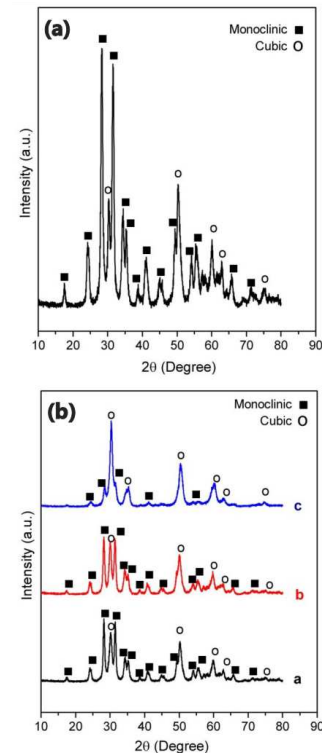 (a)
Monoclinic ■
Cubic o
Intensity (a.u.)
10 20 30 40 50 60 70 80 90
2θ (Degree)
(b)
Monoclinic ■
Cubic o
c
b
a
Intensity (a.u.)
10 20 30 40 50 60 70 80 90
2θ (Degree)